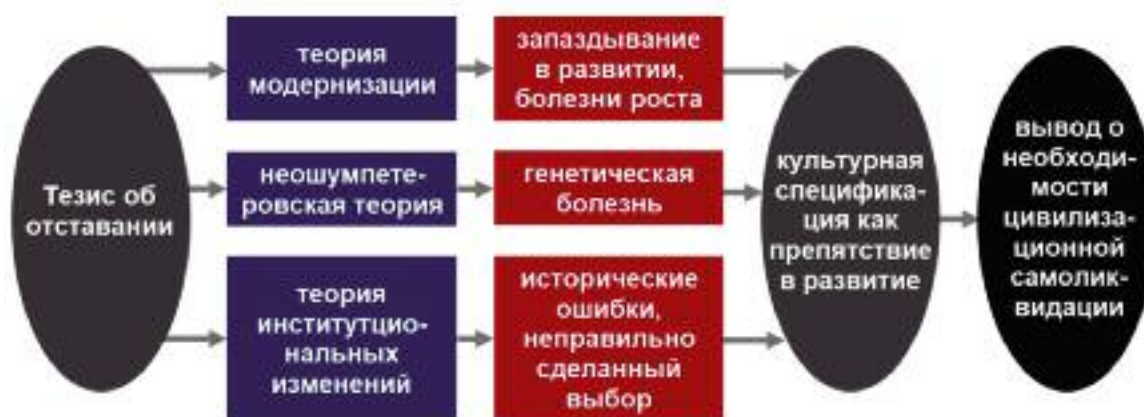 Тезис об
отставании
теория
модернизации
запаздывание
в развитии,
болезни роста
неошумпете-
ровская теория
генетическая
болезнь
теория
институтцио-
нальных
изменений
исторические
ошибки,
неправильно
сделанный
выбор
культурная
специфика-
ция как
препятствие
в развитие
вывод о
необходи-
мости
цивилиза-
ционной
самолик-
видации